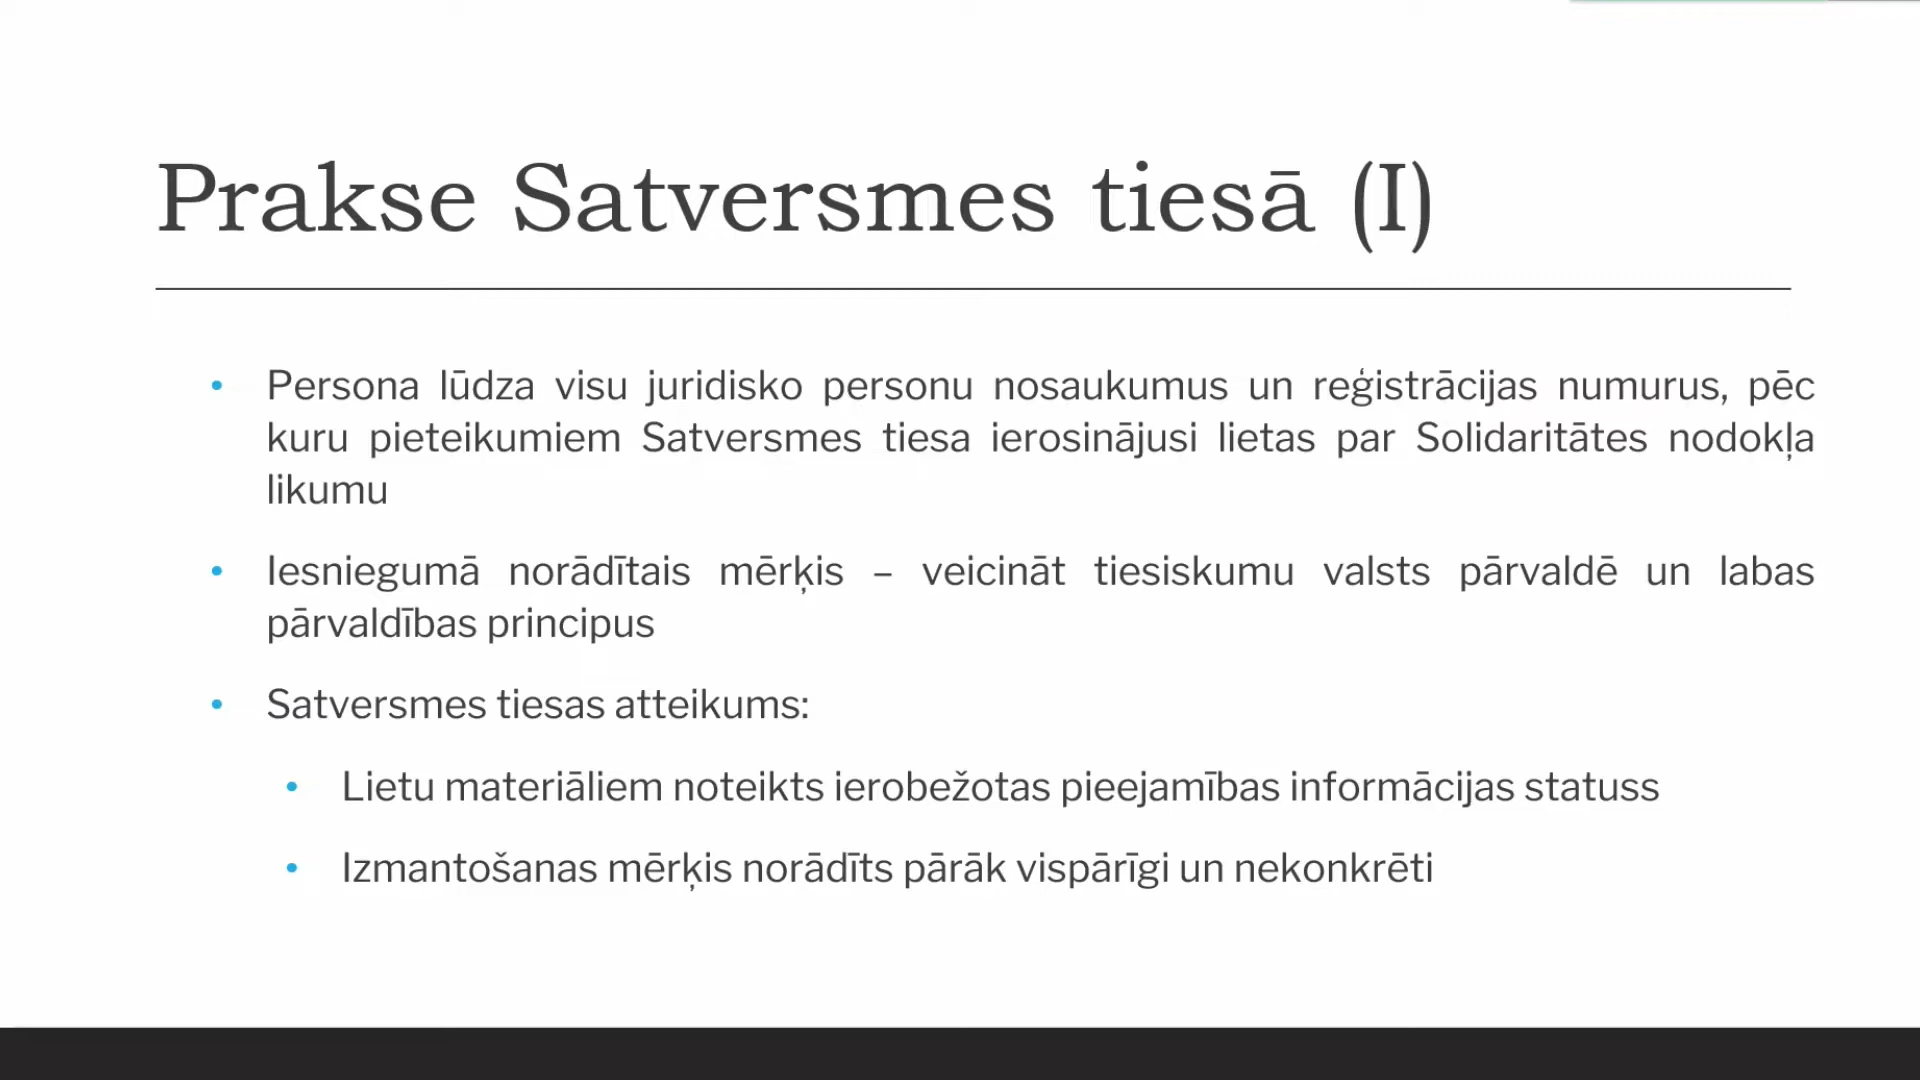 Prakse Satversmes tiesā (I)
• Persona lūdza visu juridisko personu nosaukumus un reģistrācijas numurus, pēc
kuru pieteikumiem Satversmes tiesa ierosinājusi lietas par Solidaritātes nodokļa
likumu
• Iesniegumā norādītais mērķis – veicināt tiesiskumu valsts pārvaldē un labas
pārvaldības principus
• Satversmes tiesas atteikums:
• Lietu materiāliem noteikts ierobežotas pieejamības informācijas statuss
• Izmantošanas mērķis norādīts pārāk vispārīgi un nekonkrēti